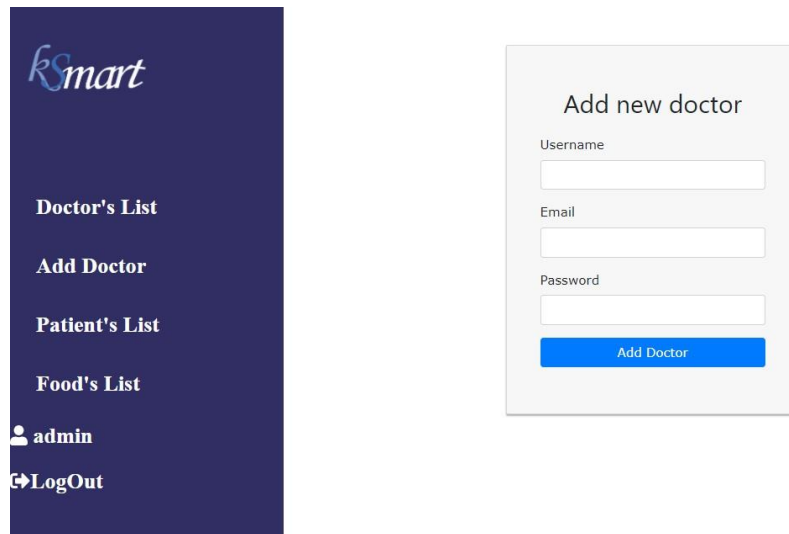 kSmart
Doctor's List
Add Doctor
Patient's List
Food's List
admin
LogOut
Add new doctor
Username
Email
Password
Add Doctor